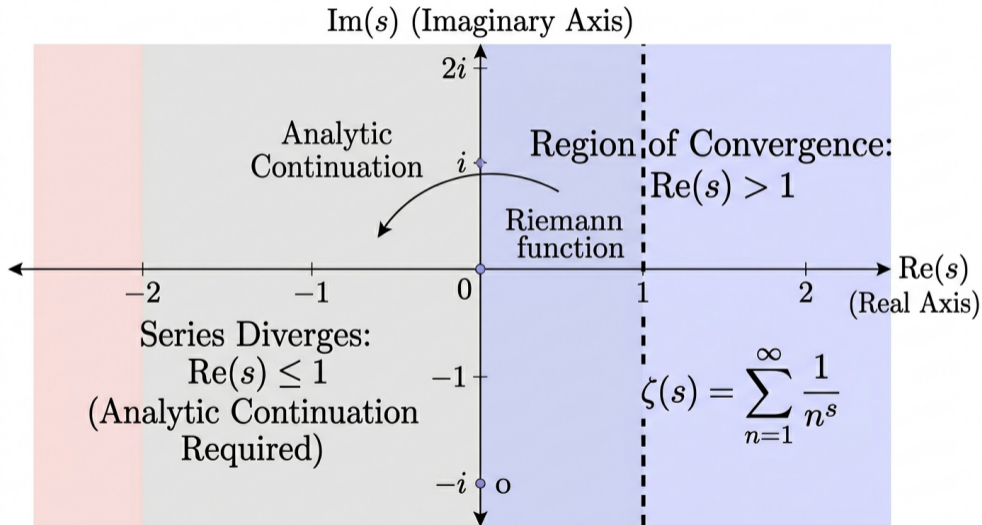 Im(s) (Imaginary Axis)
2i
Analytic
Continuation
i
Region of Convergence:
Re(s) > 1
Riemann
function
Re(s)
(Real Axis)
−2
−1
0
1
2
Series Diverges:
Re(s) ≤ 1
(Analytic Continuation
Required)
−1
ζ(s) = ∑_{n=1}^{∞} 1/n^s
−i
o